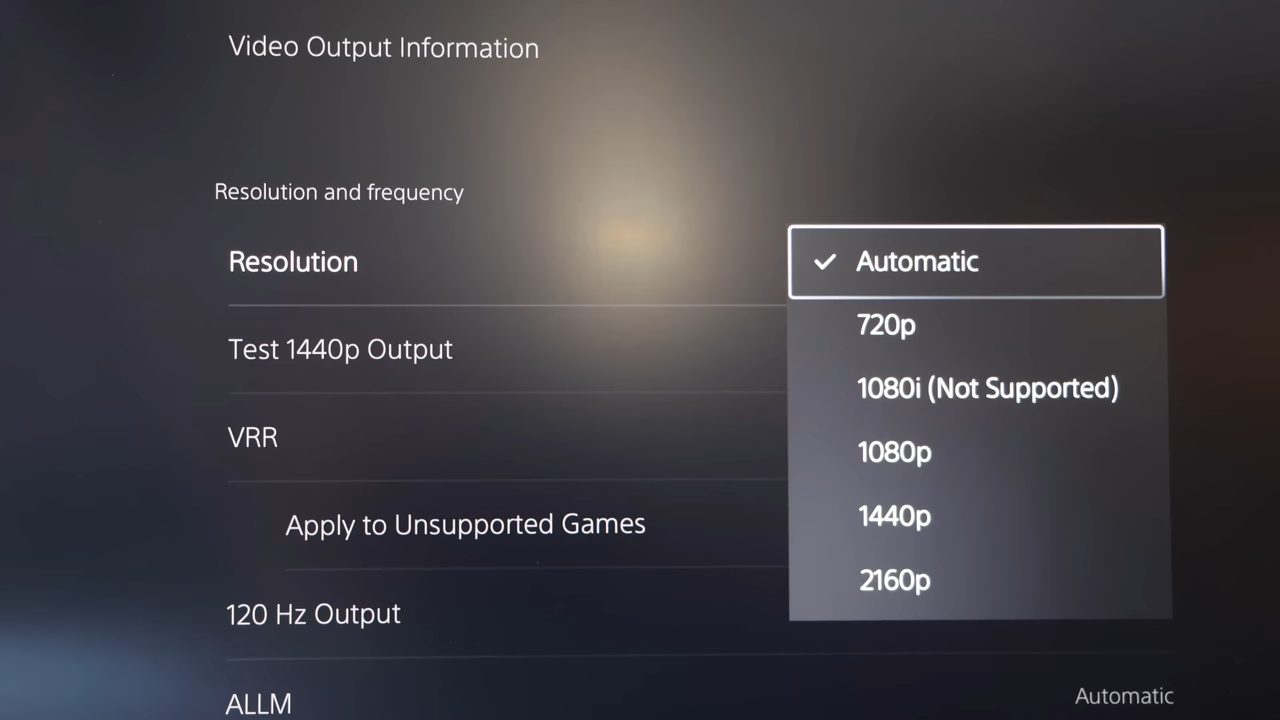 Video Output Information
Resolution and frequency
Resolution
Automatic
720p
1080i (Not Supported)
1080p
1440p
2160p
Test 1440p Output
VRR
Apply to Unsupported Games
120 Hz Output
ALLM
Automatic